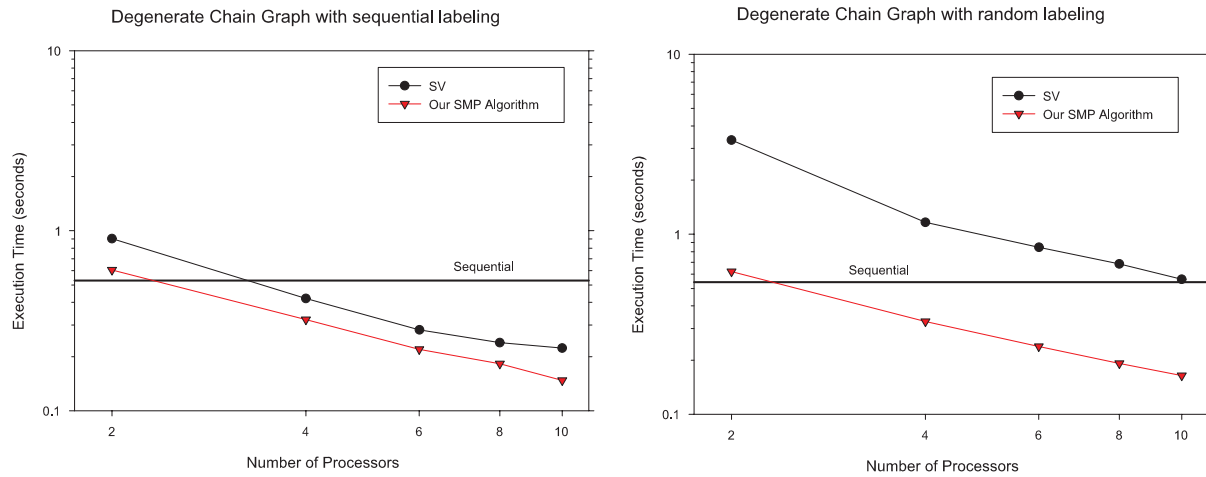 Degenerate Chain Graph with sequential labeling
10
1
0.1
Execution Time (seconds)
SV
Our SMP Algorithm
Sequential
2 4 6 8 10
Number of Processors
Degenerate Chain Graph with random labeling
10
1
0.1
Execution Time (seconds)
SV
Our SMP Algorithm
Sequential
2 4 6 8 10
Number of Processors